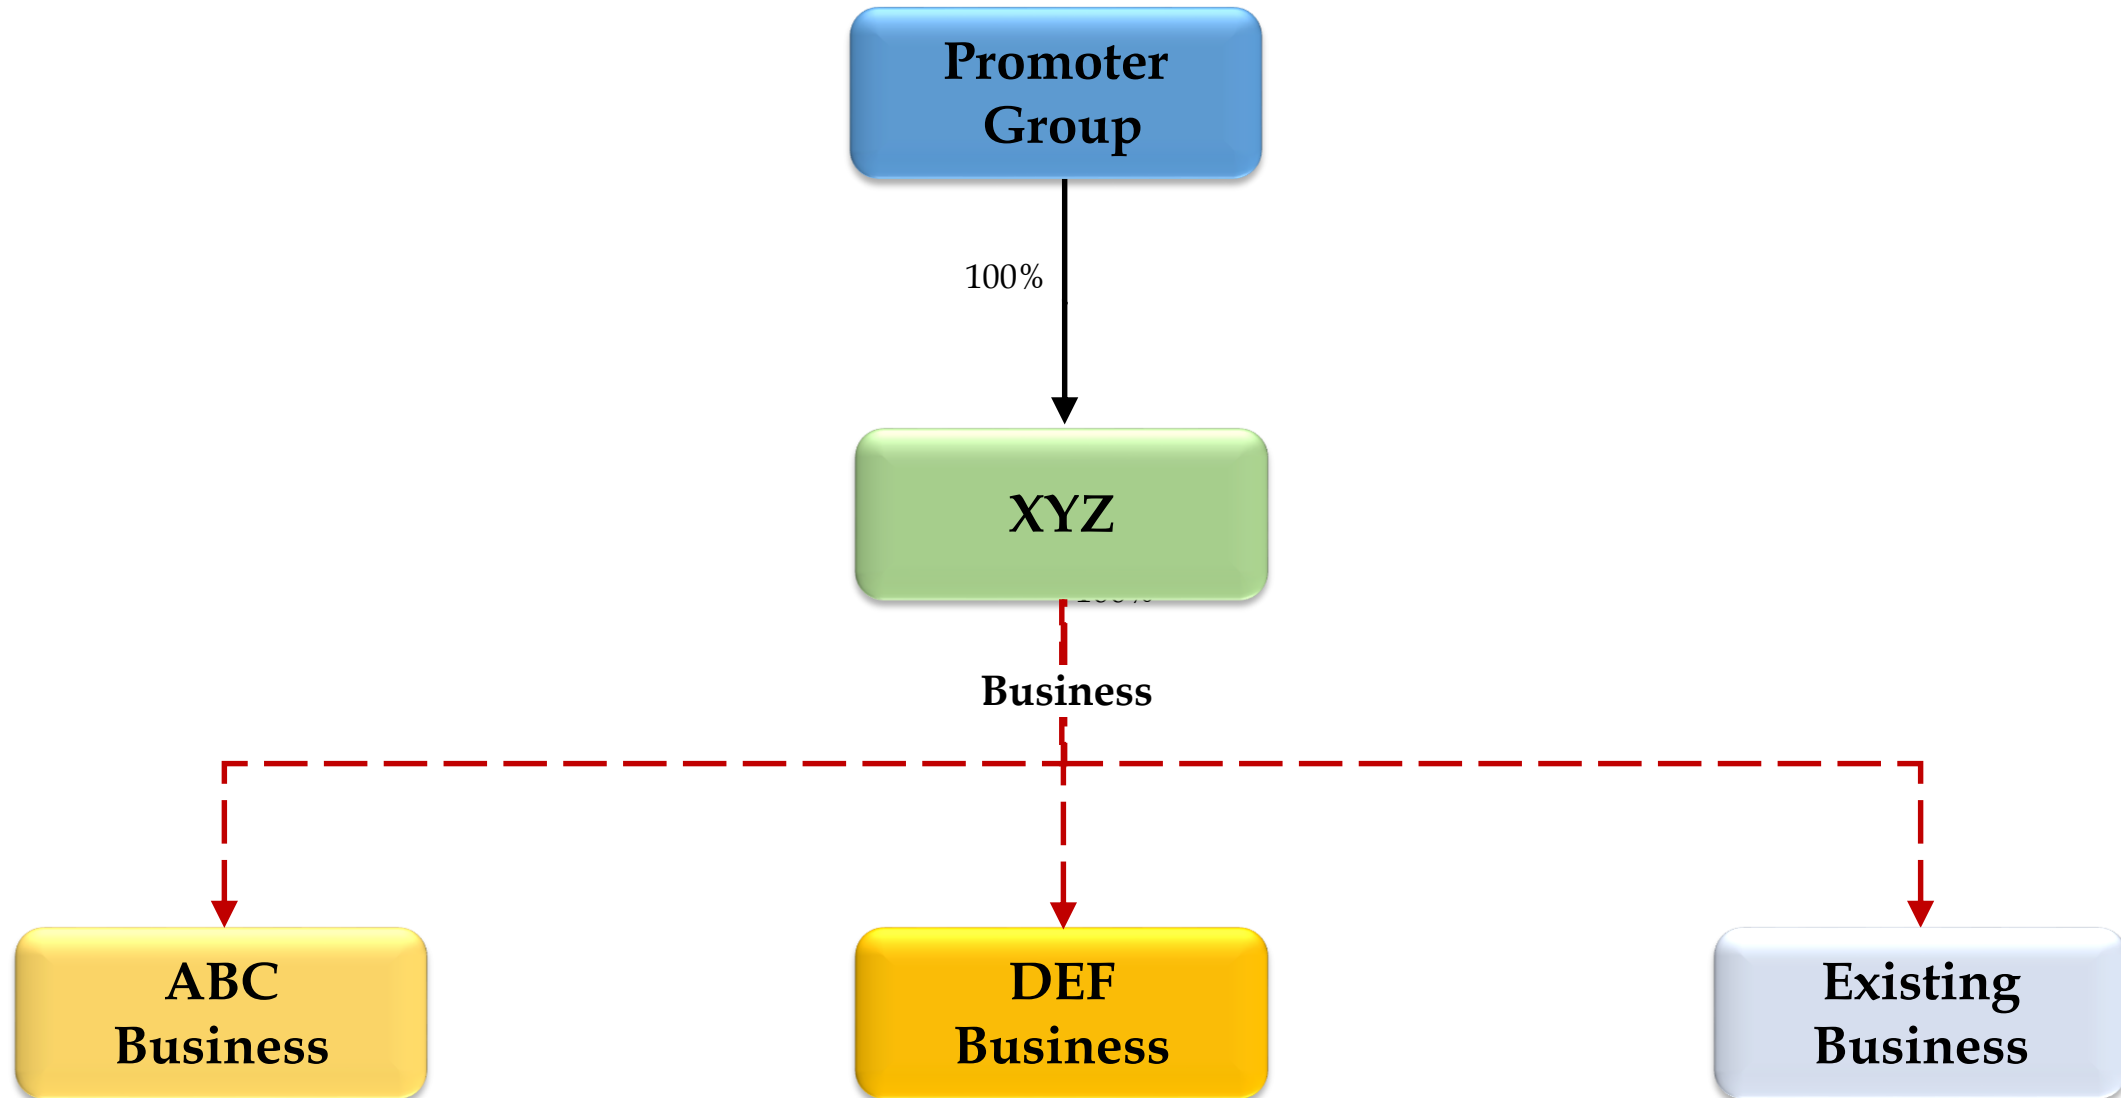 Promoter
Group
100%
XYZ
Business
ABC
Business
DEF
Business
Existing
Business